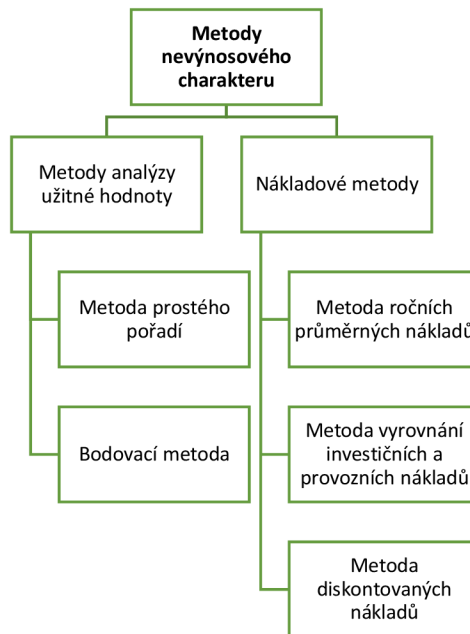 Metody
nevýnosového
charakteru
Metody analýzy
užitné hodnoty
Nákladové metody
Metoda prostého
pořadí
Bodovací metoda
Metoda ročních
průměrných nákladů
Metoda vyrovnání
investičních a
provozních nákladů
Metoda
diskontovaných
nákladů